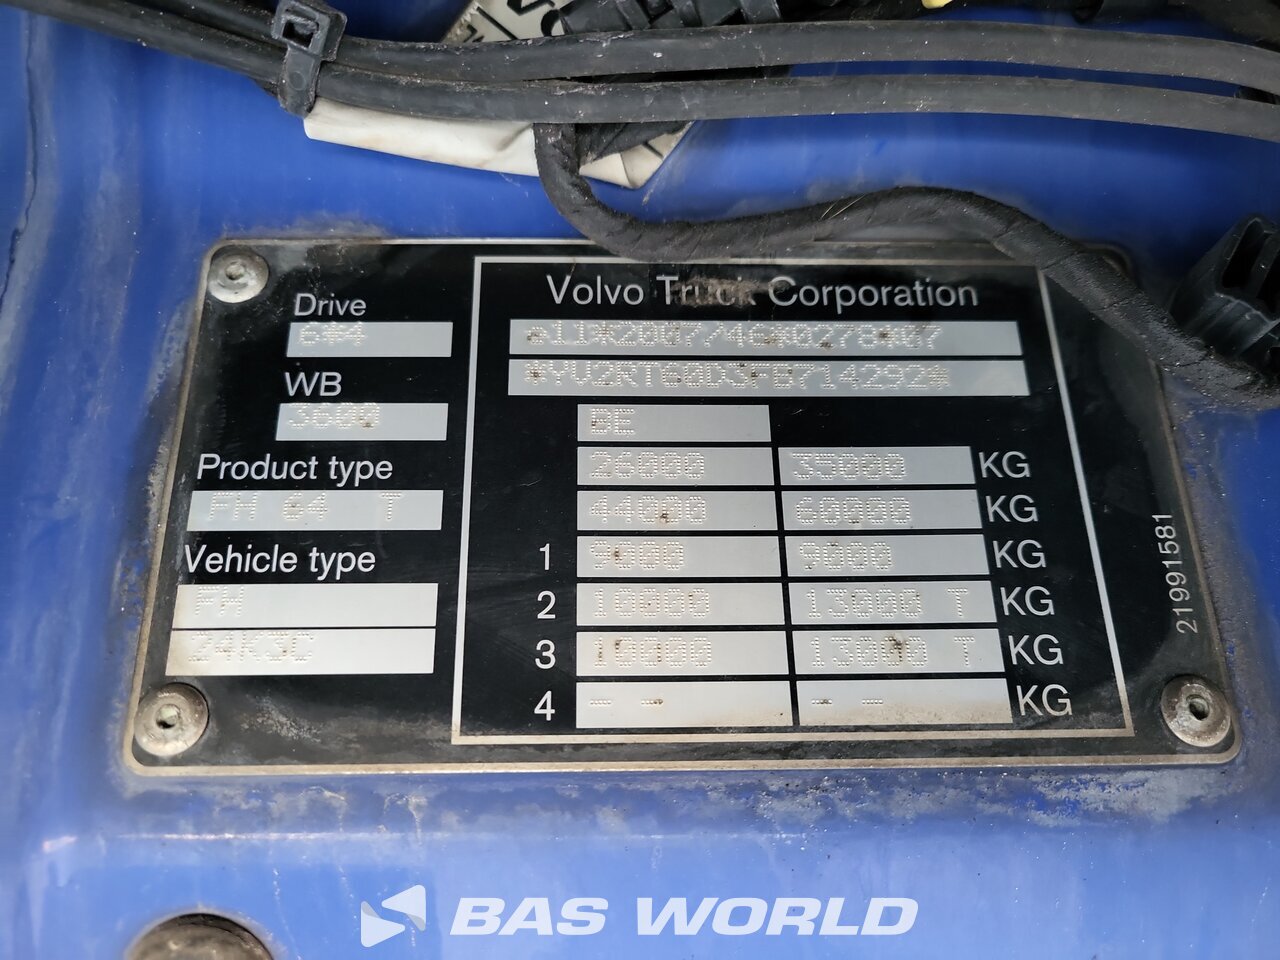 Volvo Truck Corporation
Drive
6*4
WB
3600
Product type
FH 64 T
Vehicle type
FH
24K3C
e11*2007/46*0278*07
*YV2RT60D3FB714292*
BE
26000 35000 KG
44000 60000 KG
1 9000 9000 KG
2 10000 13000 T KG
3 10000 13000 T KG
4 -- -- -- -- KG
21991581
BAS WORLD